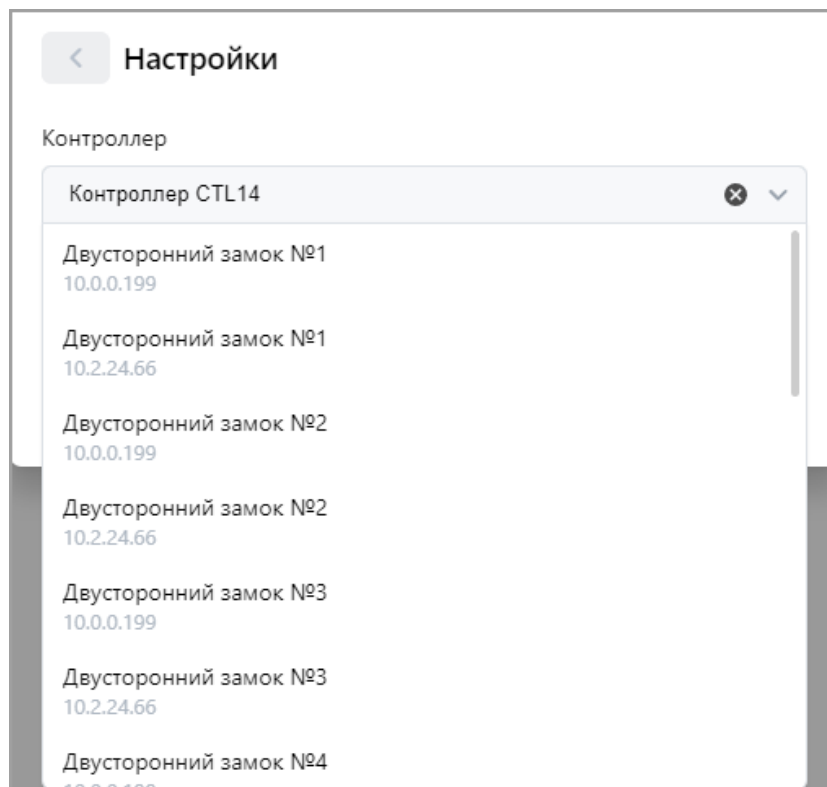 Настройки
Контроллер
Контроллер CTL14
Двусторонний замок №1
10.0.0.199
Двусторонний замок №1
10.2.24.66
Двусторонний замок №2
10.0.0.199
Двусторонний замок №2
10.2.24.66
Двусторонний замок №3
10.0.0.199
Двусторонний замок №3
10.2.24.66
Двусторонний замок №4